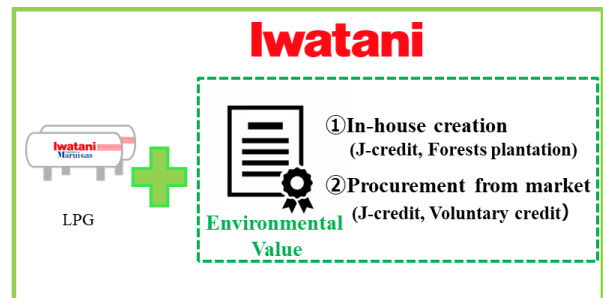 Iwatani
Iwatani
Maruigas
LPG
Environmental
Value
①In-house creation
(J-credit, Forests plantation)
②Procurement from market
(J-credit, Voluntary credit）